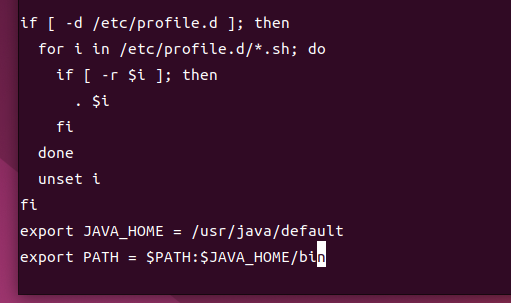 if [ -d /etc/profile.d ]; then
  for i in /etc/profile.d/*.sh; do
    if [ -r $i ]; then
      . $i
    fi
  done
  unset i
fi
export JAVA_HOME = /usr/java/default
export PATH = $PATH:$JAVA_HOME/bin